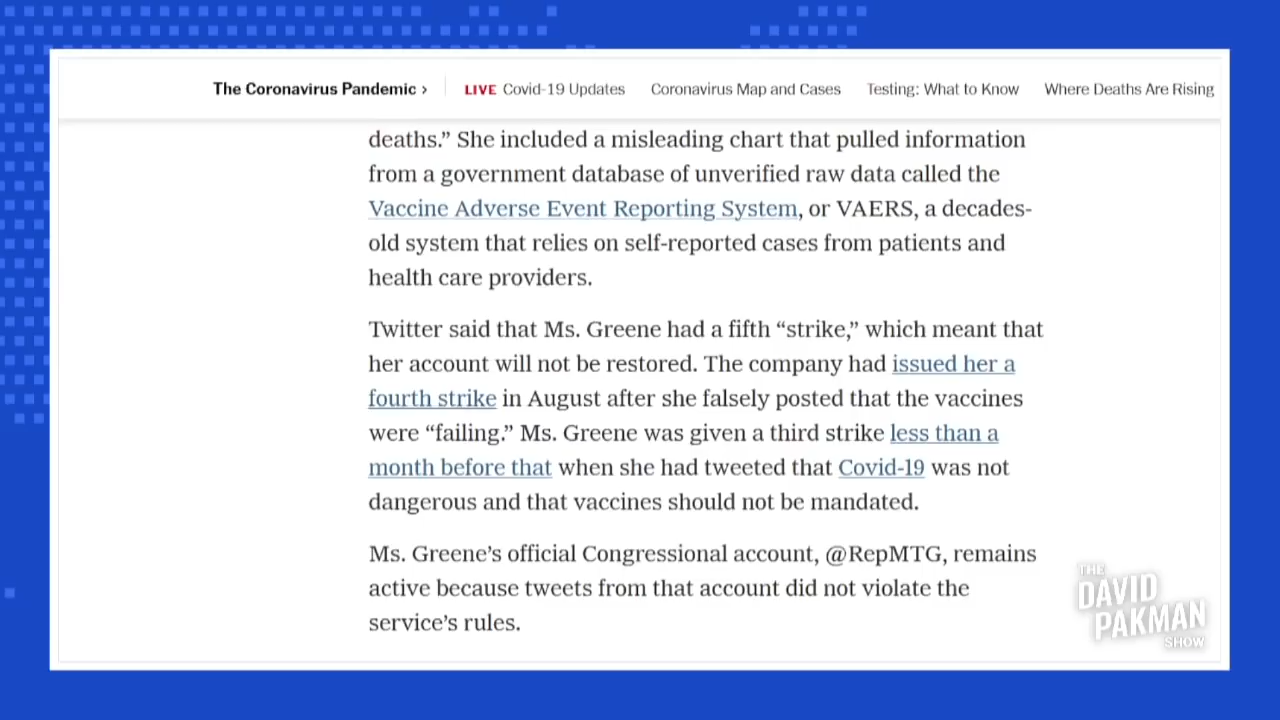 The Coronavirus Pandemic › LIVE Covid-19 Updates Coronavirus Map and Cases Testing: What to Know Where Deaths Are Rising
deaths.” She included a misleading chart that pulled information
from a government database of unverified raw data called the
Vaccine Adverse Event Reporting System, or VAERS, a decades-
old system that relies on self-reported cases from patients and
health care providers.
Twitter said that Ms. Greene had a fifth “strike,” which meant that
her account will not be restored. The company had issued her a
fourth strike in August after she falsely posted that the vaccines
were “failing.” Ms. Greene was given a third strike less than a
month before that when she had tweeted that Covid-19 was not
dangerous and that vaccines should not be mandated.
Ms. Greene’s official Congressional account, @RepMTG, remains
active because tweets from that account did not violate the
service’s rules.
THE
DAVID
PAKMAN
SHOW